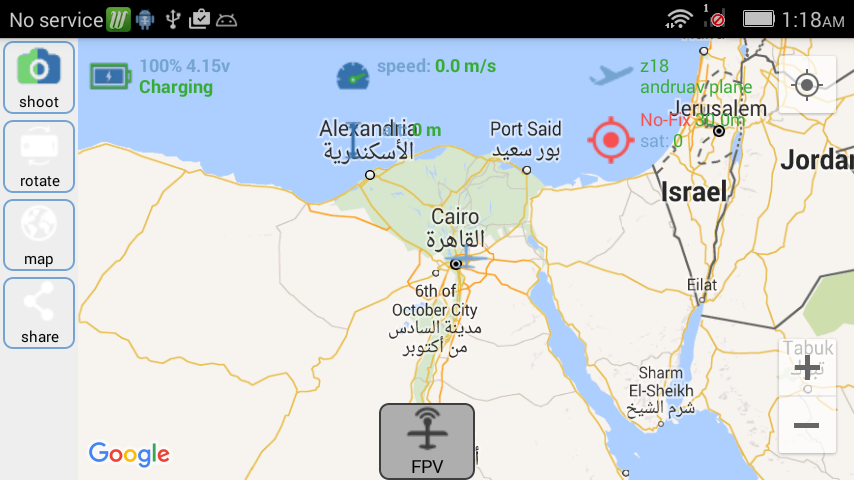 No service
1
1:18AM
shoot
rotate
map
share
100% 4.15v
Charging
speed: 0.0 m/s
z18
andruav plane
No-Fix 30.0m
sat: 0
0 m
Alexandria
الأسكندرية
Port Said
بور سعيد
Jerusalem
Israel
Cairo
القاهرة
6th of
October City
مدينة السادس
من أكتوبر
Eilat
Tabuk
Sharm
El-Sheikh
شرم الشيخ
+
−
Google
FPV